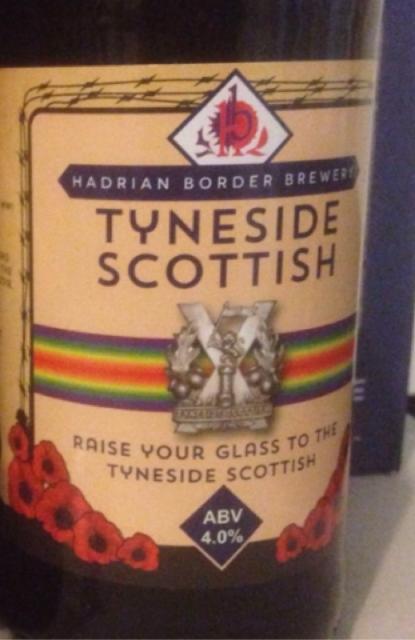 HADRIAN BORDER BREWERY
TYNESIDE
SCOTTISH
RAISE YOUR GLASS TO THE
TYNESIDE SCOTTISH
ABV
4.0%